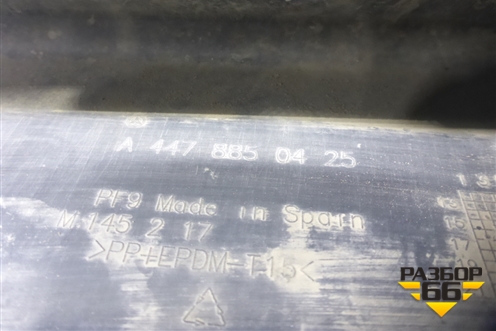 A 447 885 04 25
PF9 Made in Spain
M 145 2 17
>PP+EPDM-T15<
РАЗБОР
66